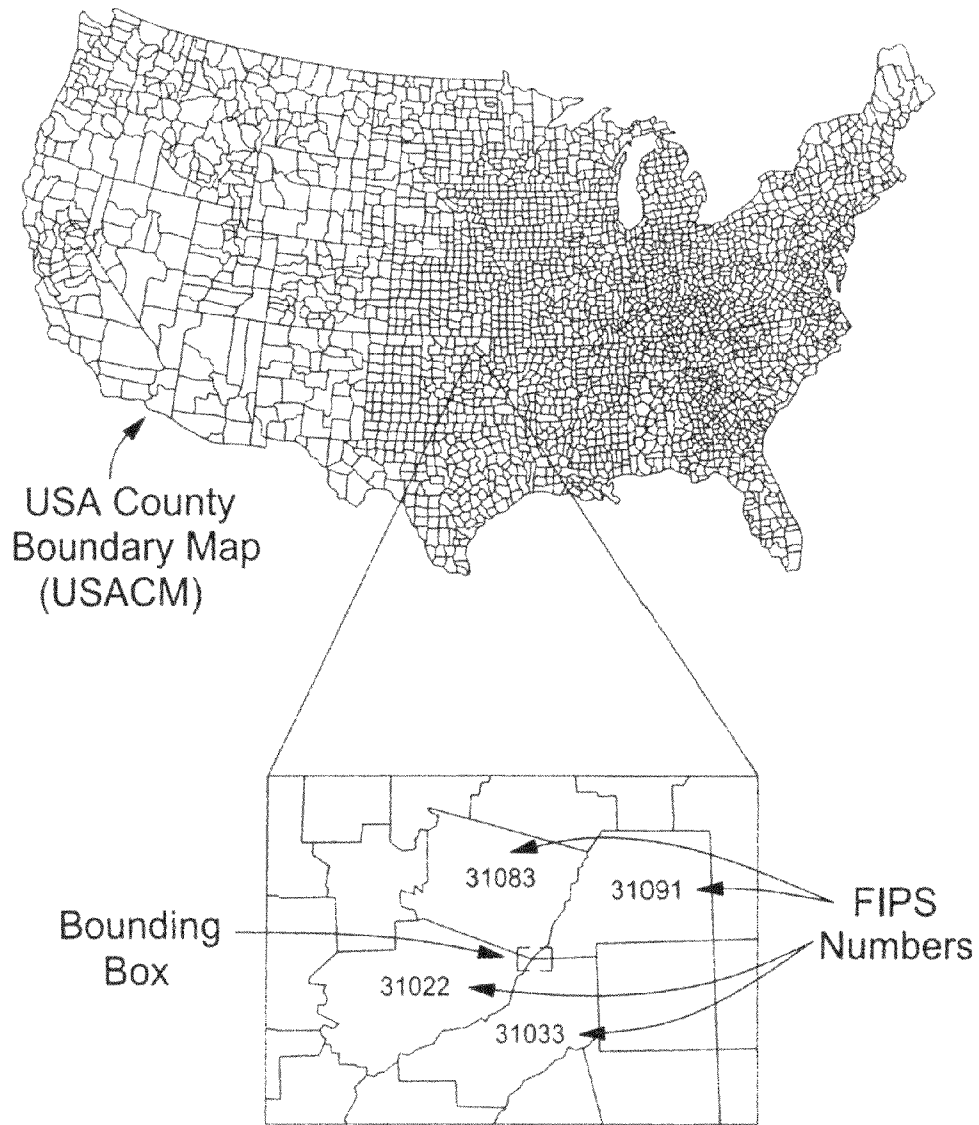 USA County
Boundary Map
(USACM)
31083
31091
FIPS
Numbers
Bounding
Box
31022
31033